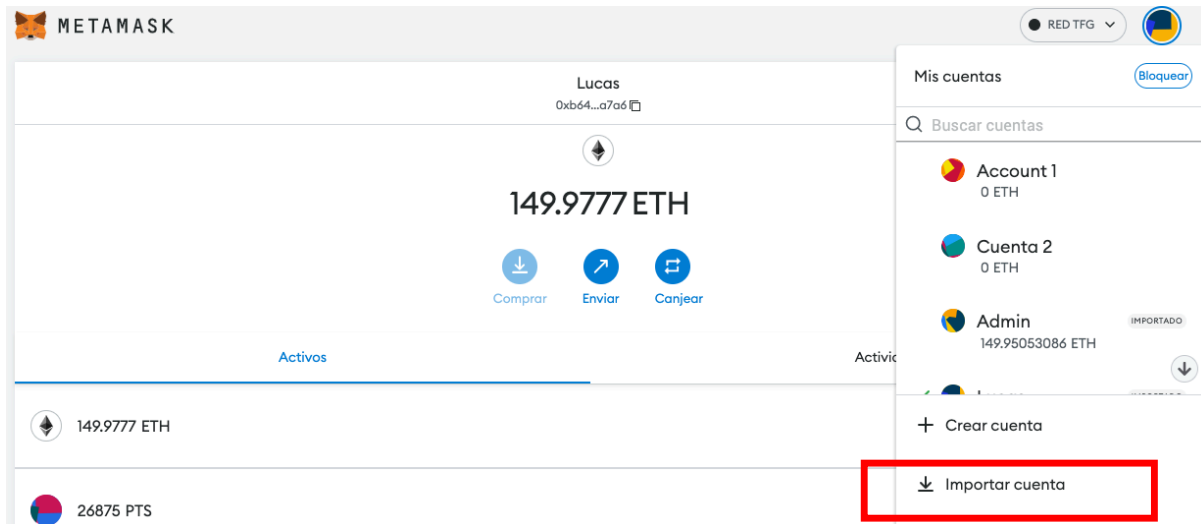 METAMASK
RED TFG
Lucas
0xb64...a7a6
149.9777 ETH
Comprar
Enviar
Canjear
Activos
149.9777 ETH
26875 PTS
Mis cuentas
Bloquear
Buscar cuentas
Account 1
0 ETH
Cuenta 2
0 ETH
Admin IMPORTADO
149.95053086 ETH
Crear cuenta
Importar cuenta